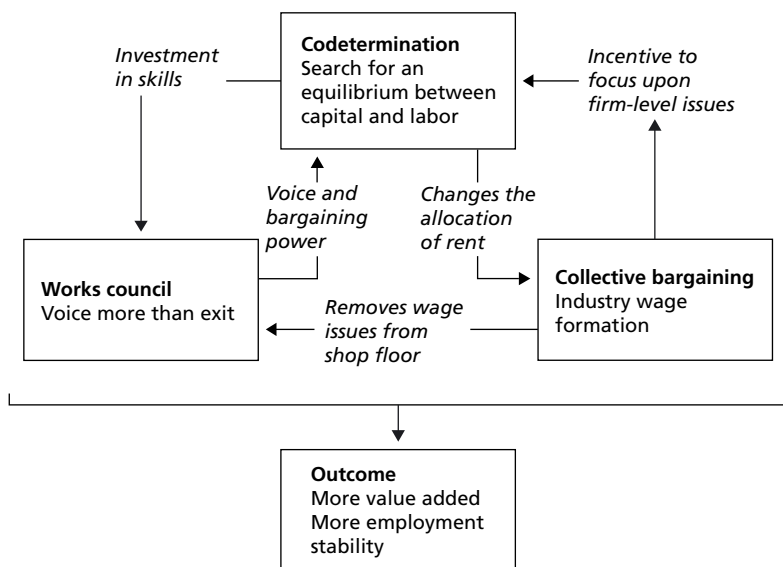 Investment
in skills
Codetermination
Search for an
equilibrium between
capital and labor
Incentive to
focus upon
firm-level issues
Voice and
bargaining
power
Changes the
allocation
of rent
Works council
Voice more than exit
Removes wage
issues from
shop floor
Collective bargaining
Industry wage
formation
Outcome
More value added
More employment
stability